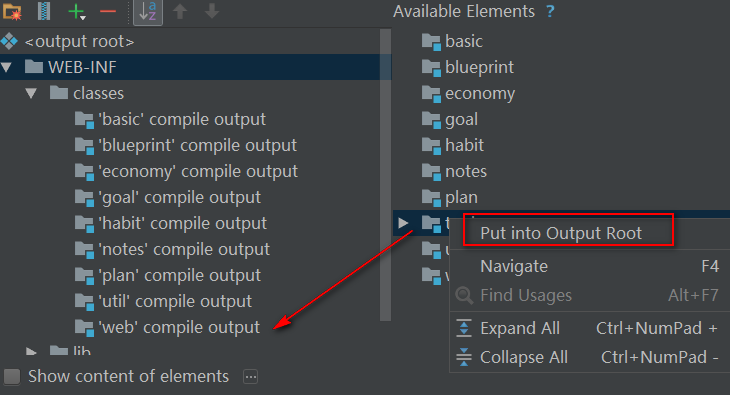 Available Elements ?
<output root>
WEB-INF
classes
'basic' compile output
'blueprint' compile output
'economy' compile output
'goal' compile output
'habit' compile output
'notes' compile output
'plan' compile output
'util' compile output
'web' compile output
lib
Show content of elements ...
basic
blueprint
economy
goal
habit
notes
plan
Put into Output Root
Navigate F4
Find Usages Alt+F7
Expand All Ctrl+NumPad +
Collapse All Ctrl+NumPad -